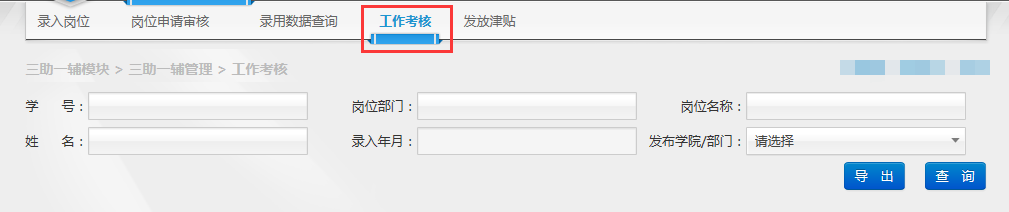 录入岗位 岗位申请审核 录用数据查询 工作考核 发放津贴
三助一辅模块 > 三助一辅管理 > 工作考核
学 号： 岗位部门： 岗位名称：
姓 名： 录入年月： 发布学院/部门： 请选择
导 出 查 询